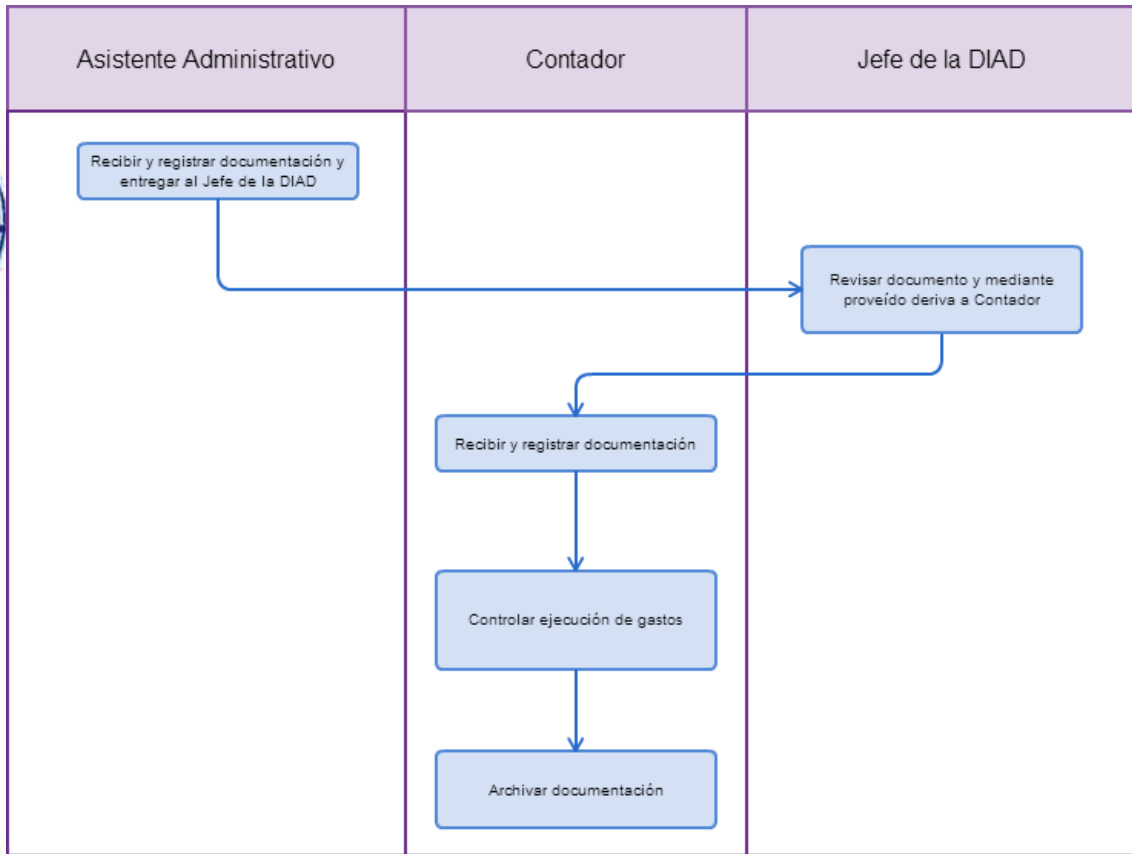 Asistente Administrativo
Contador
Jefe de la DIAD
Recibir y registrar documentación y
entregar al Jefe de la DIAD
Revisar documento y mediante
proveído deriva a Contador
Recibir y registrar documentación
Controlar ejecución de gastos
Archivar documentación